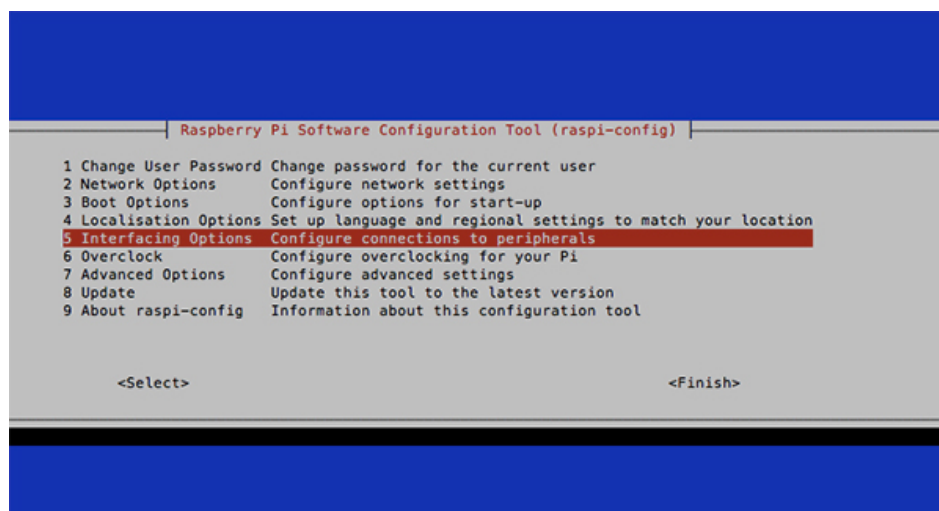 Raspberry Pi Software Configuration Tool (raspi-config)
1 Change User Password Change password for the current user
2 Network Options Configure network settings
3 Boot Options Configure options for start-up
4 Localisation Options Set up language and regional settings to match your location
5 Interfacing Options Configure connections to peripherals
6 Overclock Configure overclocking for your Pi
7 Advanced Options Configure advanced settings
8 Update Update this tool to the latest version
9 About raspi-config Information about this configuration tool
<Select> <Finish>